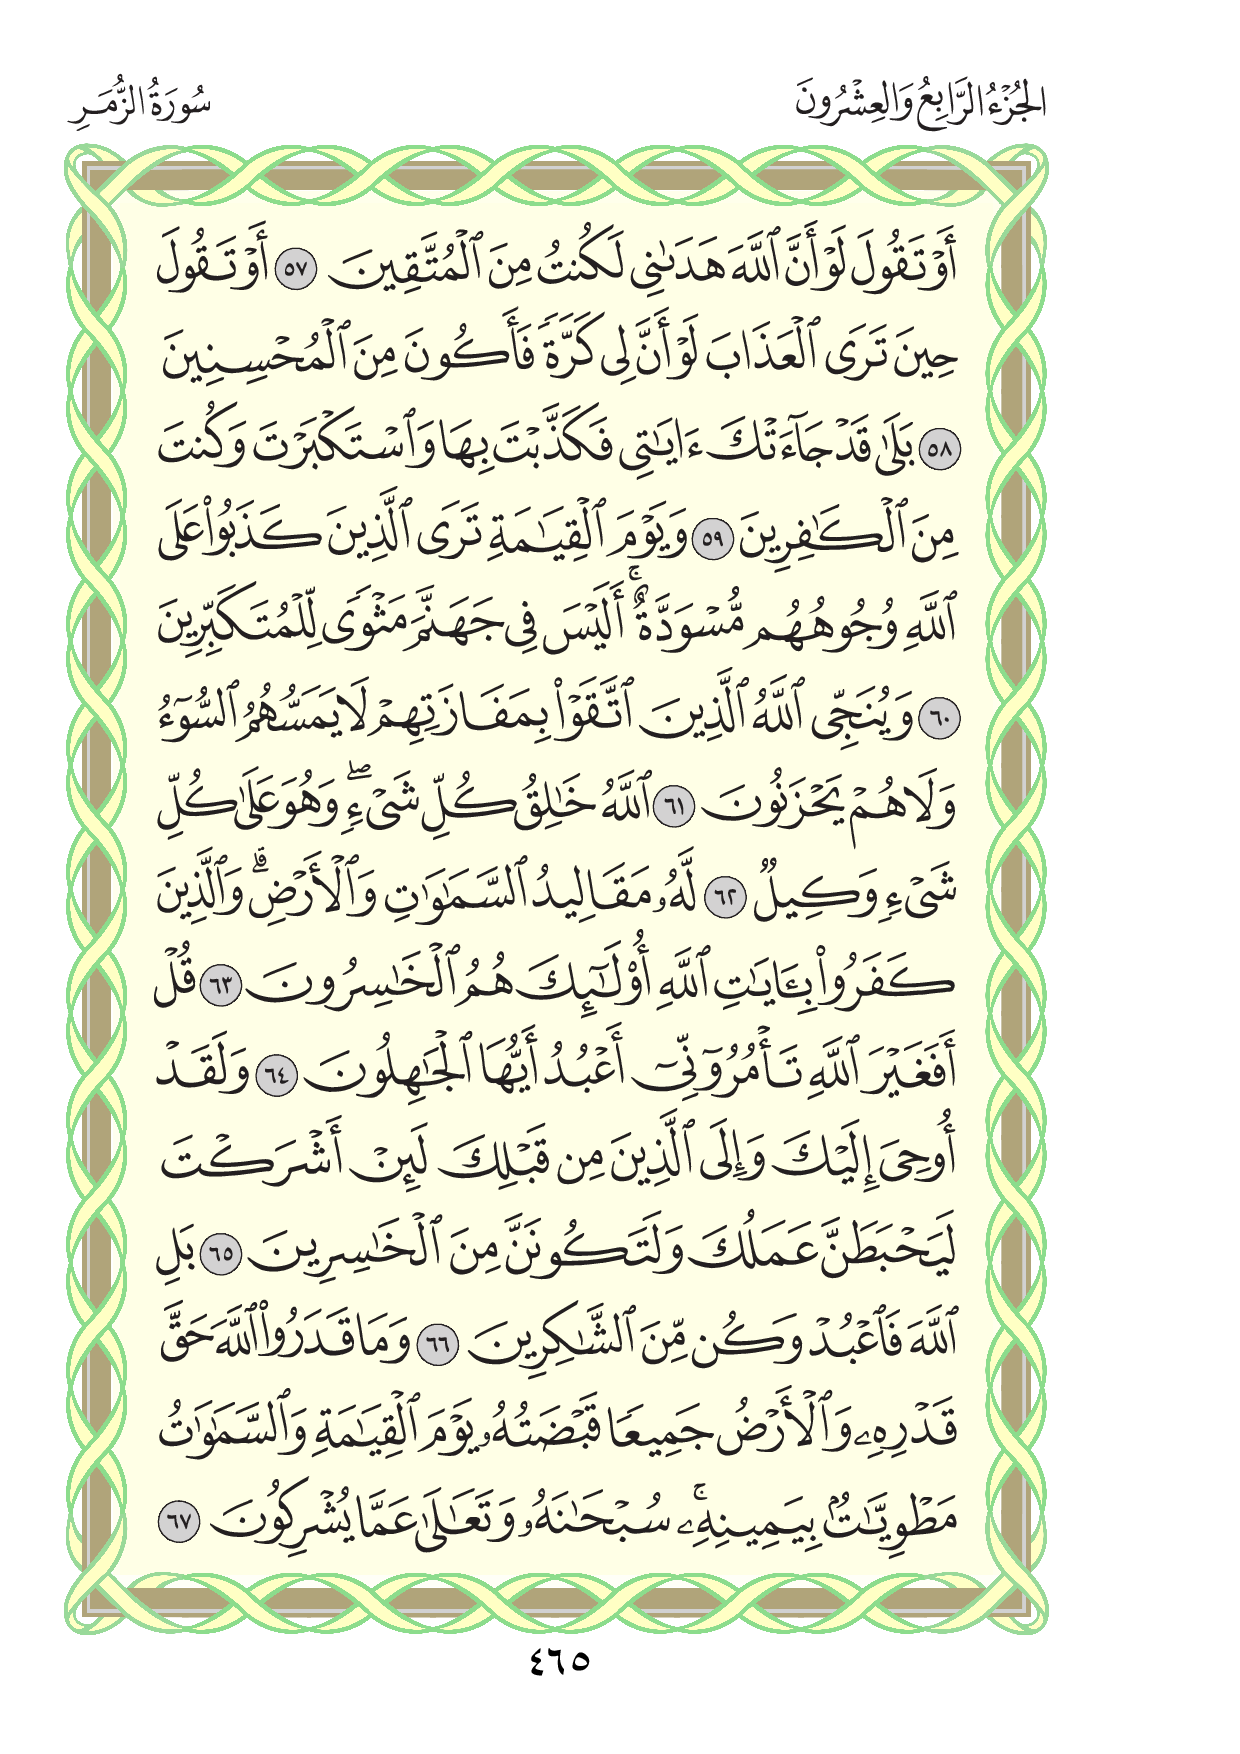 الجُزْءُ الرَّابِعُ وَالعِشْرُونَ
سُورَةُ الزُّمَرِ
أَوْ تَقُولَ لَوْ أَنَّ ٱللَّهَ هَدَىٰنِى لَكُنتُ مِنَ ٱلْمُتَّقِينَ ٥٧ أَوْ تَقُولَ
حِينَ تَرَى ٱلْعَذَابَ لَوْ أَنَّ لِى كَرَّةً فَأَكُونَ مِنَ ٱلْمُحْسِنِينَ
٥٨ بَلَىٰ قَدْ جَآءَتْكَ ءَايَـٰتِى فَكَذَّبْتَ بِهَا وَٱسْتَكْبَرْتَ وَكُنتَ
مِنَ ٱلْكَـٰفِرِينَ ٥٩ وَيَوْمَ ٱلْقِيَـٰمَةِ تَرَى ٱلَّذِينَ كَذَبُوا۟ عَلَى
ٱللَّهِ وُجُوهُهُم مُّسْوَدَّةٌ ۚ أَلَيْسَ فِى جَهَنَّمَ مَثْوًى لِّلْمُتَكَبِّرِينَ
٦٠ وَيُنَجِّى ٱللَّهُ ٱلَّذِينَ ٱتَّقَوْا۟ بِمَفَازَتِهِمْ لَا يَمَسُّهُمُ ٱلسُّوٓءُ
وَلَا هُمْ يَحْزَنُونَ ٦١ ٱللَّهُ خَـٰلِقُ كُلِّ شَىْءٍ ۖ وَهُوَ عَلَىٰ كُلِّ
شَىْءٍ وَكِيلٌ ٦٢ لَّهُۥ مَقَالِيدُ ٱلسَّمَـٰوَٰتِ وَٱلْأَرْضِ ۗ وَٱلَّذِينَ
كَفَرُوا۟ بِـَٔايَـٰتِ ٱللَّهِ أُو۟لَـٰٓئِكَ هُمُ ٱلْخَـٰسِرُونَ ٦٣ قُلْ
أَفَغَيْرَ ٱللَّهِ تَأْمُرُوٓنِّىٓ أَعْبُدُ أَيُّهَا ٱلْجَـٰهِلُونَ ٦٤ وَلَقَدْ
أُوحِىَ إِلَيْكَ وَإِلَى ٱلَّذِينَ مِن قَبْلِكَ لَئِنْ أَشْرَكْتَ
لَيَحْبَطَنَّ عَمَلُكَ وَلَتَكُونَنَّ مِنَ ٱلْخَـٰسِرِينَ ٦٥ بَلِ
ٱللَّهَ فَٱعْبُدْ وَكُن مِّنَ ٱلشَّـٰكِرِينَ ٦٦ وَمَا قَدَرُوا۟ ٱللَّهَ حَقَّ
قَدْرِهِۦ وَٱلْأَرْضُ جَمِيعًا قَبْضَتُهُۥ يَوْمَ ٱلْقِيَـٰمَةِ وَٱلسَّمَـٰوَٰتُ
مَطْوِيَّـٰتٌۢ بِيَمِينِهِۦ ۚ سُبْحَـٰنَهُۥ وَتَعَـٰلَىٰ عَمَّا يُشْرِكُونَ ٦٧
٤٦٥